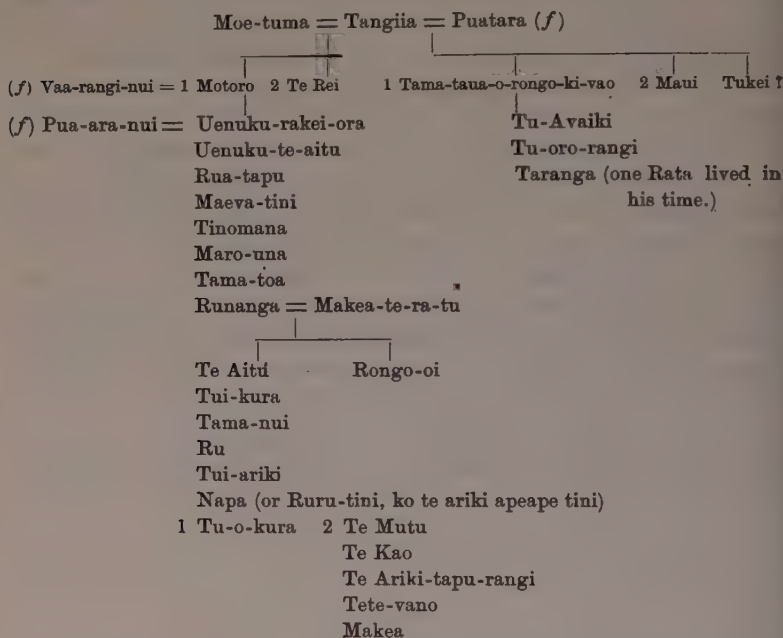 Moe-tuma = Tangiia = Puatara (f)
(f) Vaa-rangi-nui = 1 Motoro 2 Te Rei 1 Tama-taua-o-rongo-ki-vao 2 Maui Tukei ?
(f) Pua-ara-nui = Uenuku-rakei-ora Tu-Avaiki
Uenuku-te-aitu Tu-oro-rangi
Rua-tapu Taranga (one Rata lived in
Maeva-tini his time.)
Tinomana
Maro-una
Tama-toa
Runanga = Makea-te-ra-tu
Te Aitu Rongo-oi
Tui-kura
Tama-nui
Ru
Tui-ariki
Napa (or Ruru-tini, ko te ariki apeape tini)
1 Tu-o-kura 2 Te Mutu
Te Kao
Te Ariki-tapu-rangi
Tete-vano
Makea